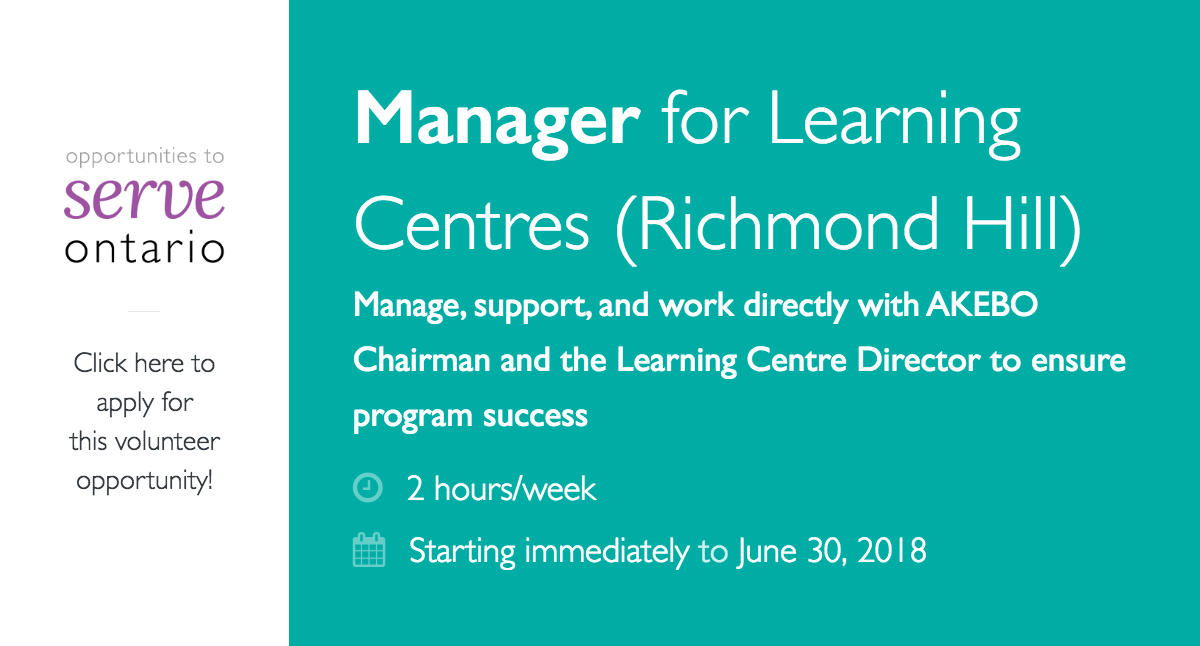 opportunities to
serve
ontario
Click here to
apply for
this volunteer
opportunity!
Manager for Learning
Centres (Richmond Hill)
Manage, support, and work directly with AKEBO
Chairman and the Learning Centre Director to ensure
program success
2 hours/week
Starting immediately to June 30, 2018